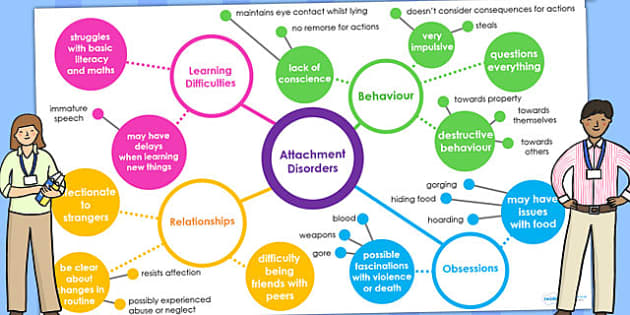 maintains eye contact whilst lying
no remorse for actions
lack of
conscience
doesn't consider consequences for actions
steals
very
impulsive
questions
everything
Behaviour
towards property
towards
themselves
towards
others
destructive
behaviour
struggles
with basic
literacy
and maths
Learning
Difficulties
immature
speech
may have
delays
when learning
new things
Attachment
Disorders
ectionate
to
strangers
Relationships
be clear
about
changes in
routine
resists affection
possibly experienced
abuse or neglect
difficulty
being
friends with
peers
blood
weapons
gore
possible
fascinations
with violence
or death
Obsessions
gorging
hiding food
hoarding
may have
issues
with food